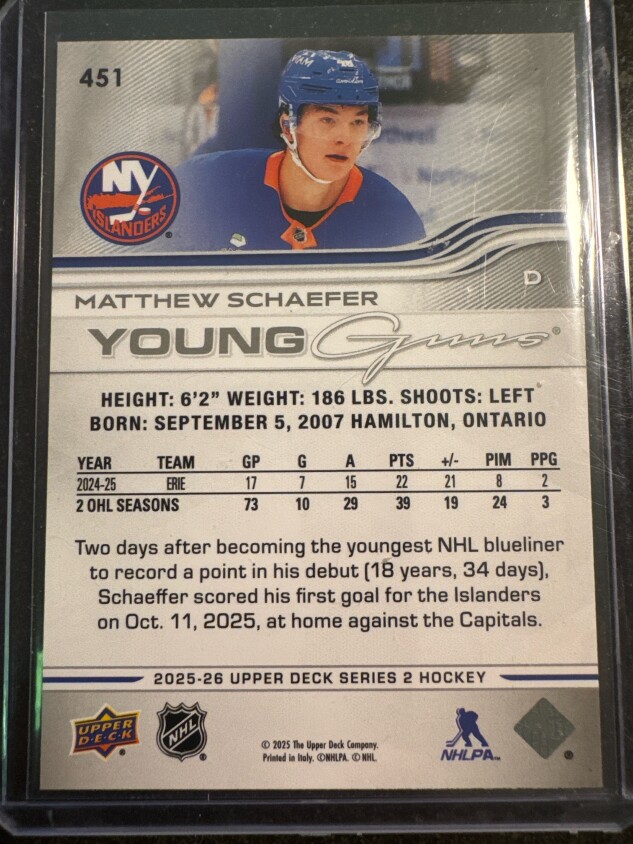 451
NY
ISLANDERS
D
MATTHEW SCHAEFER
YOUNG Guns®
HEIGHT: 6'2" WEIGHT: 186 LBS. SHOOTS: LEFT
BORN: SEPTEMBER 5, 2007 HAMILTON, ONTARIO
YEAR TEAM GP G A PTS +/- PIM PPG
2024-25 ERIE 17 7 15 22 21 8 2
2 OHL SEASONS 73 10 29 39 19 24 3
Two days after becoming the youngest NHL blueliner
to record a point in his debut (18 years, 34 days),
Schaeffer scored his first goal for the Islanders
on Oct. 11, 2025, at home against the Capitals.
2025-26 UPPER DECK SERIES 2 HOCKEY
UPPER
D•E•C•K
NHL
© 2025 The Upper Deck Company.
Printed in Italy. ©NHLPA. © NHL.
NHLPA™